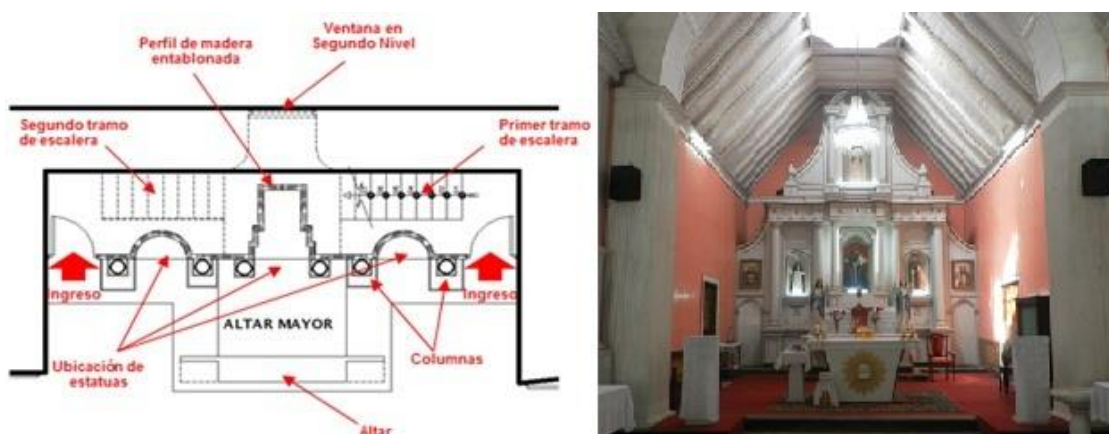 Ventana en
Segundo Nivel
Perfil de madera
entablonada
Segundo tramo
de escalera
Primer tramo
de escalera
Ingreso
Ingreso
ALTAR MAYOR
Ubicación de
estatuas
Columnas
Altar